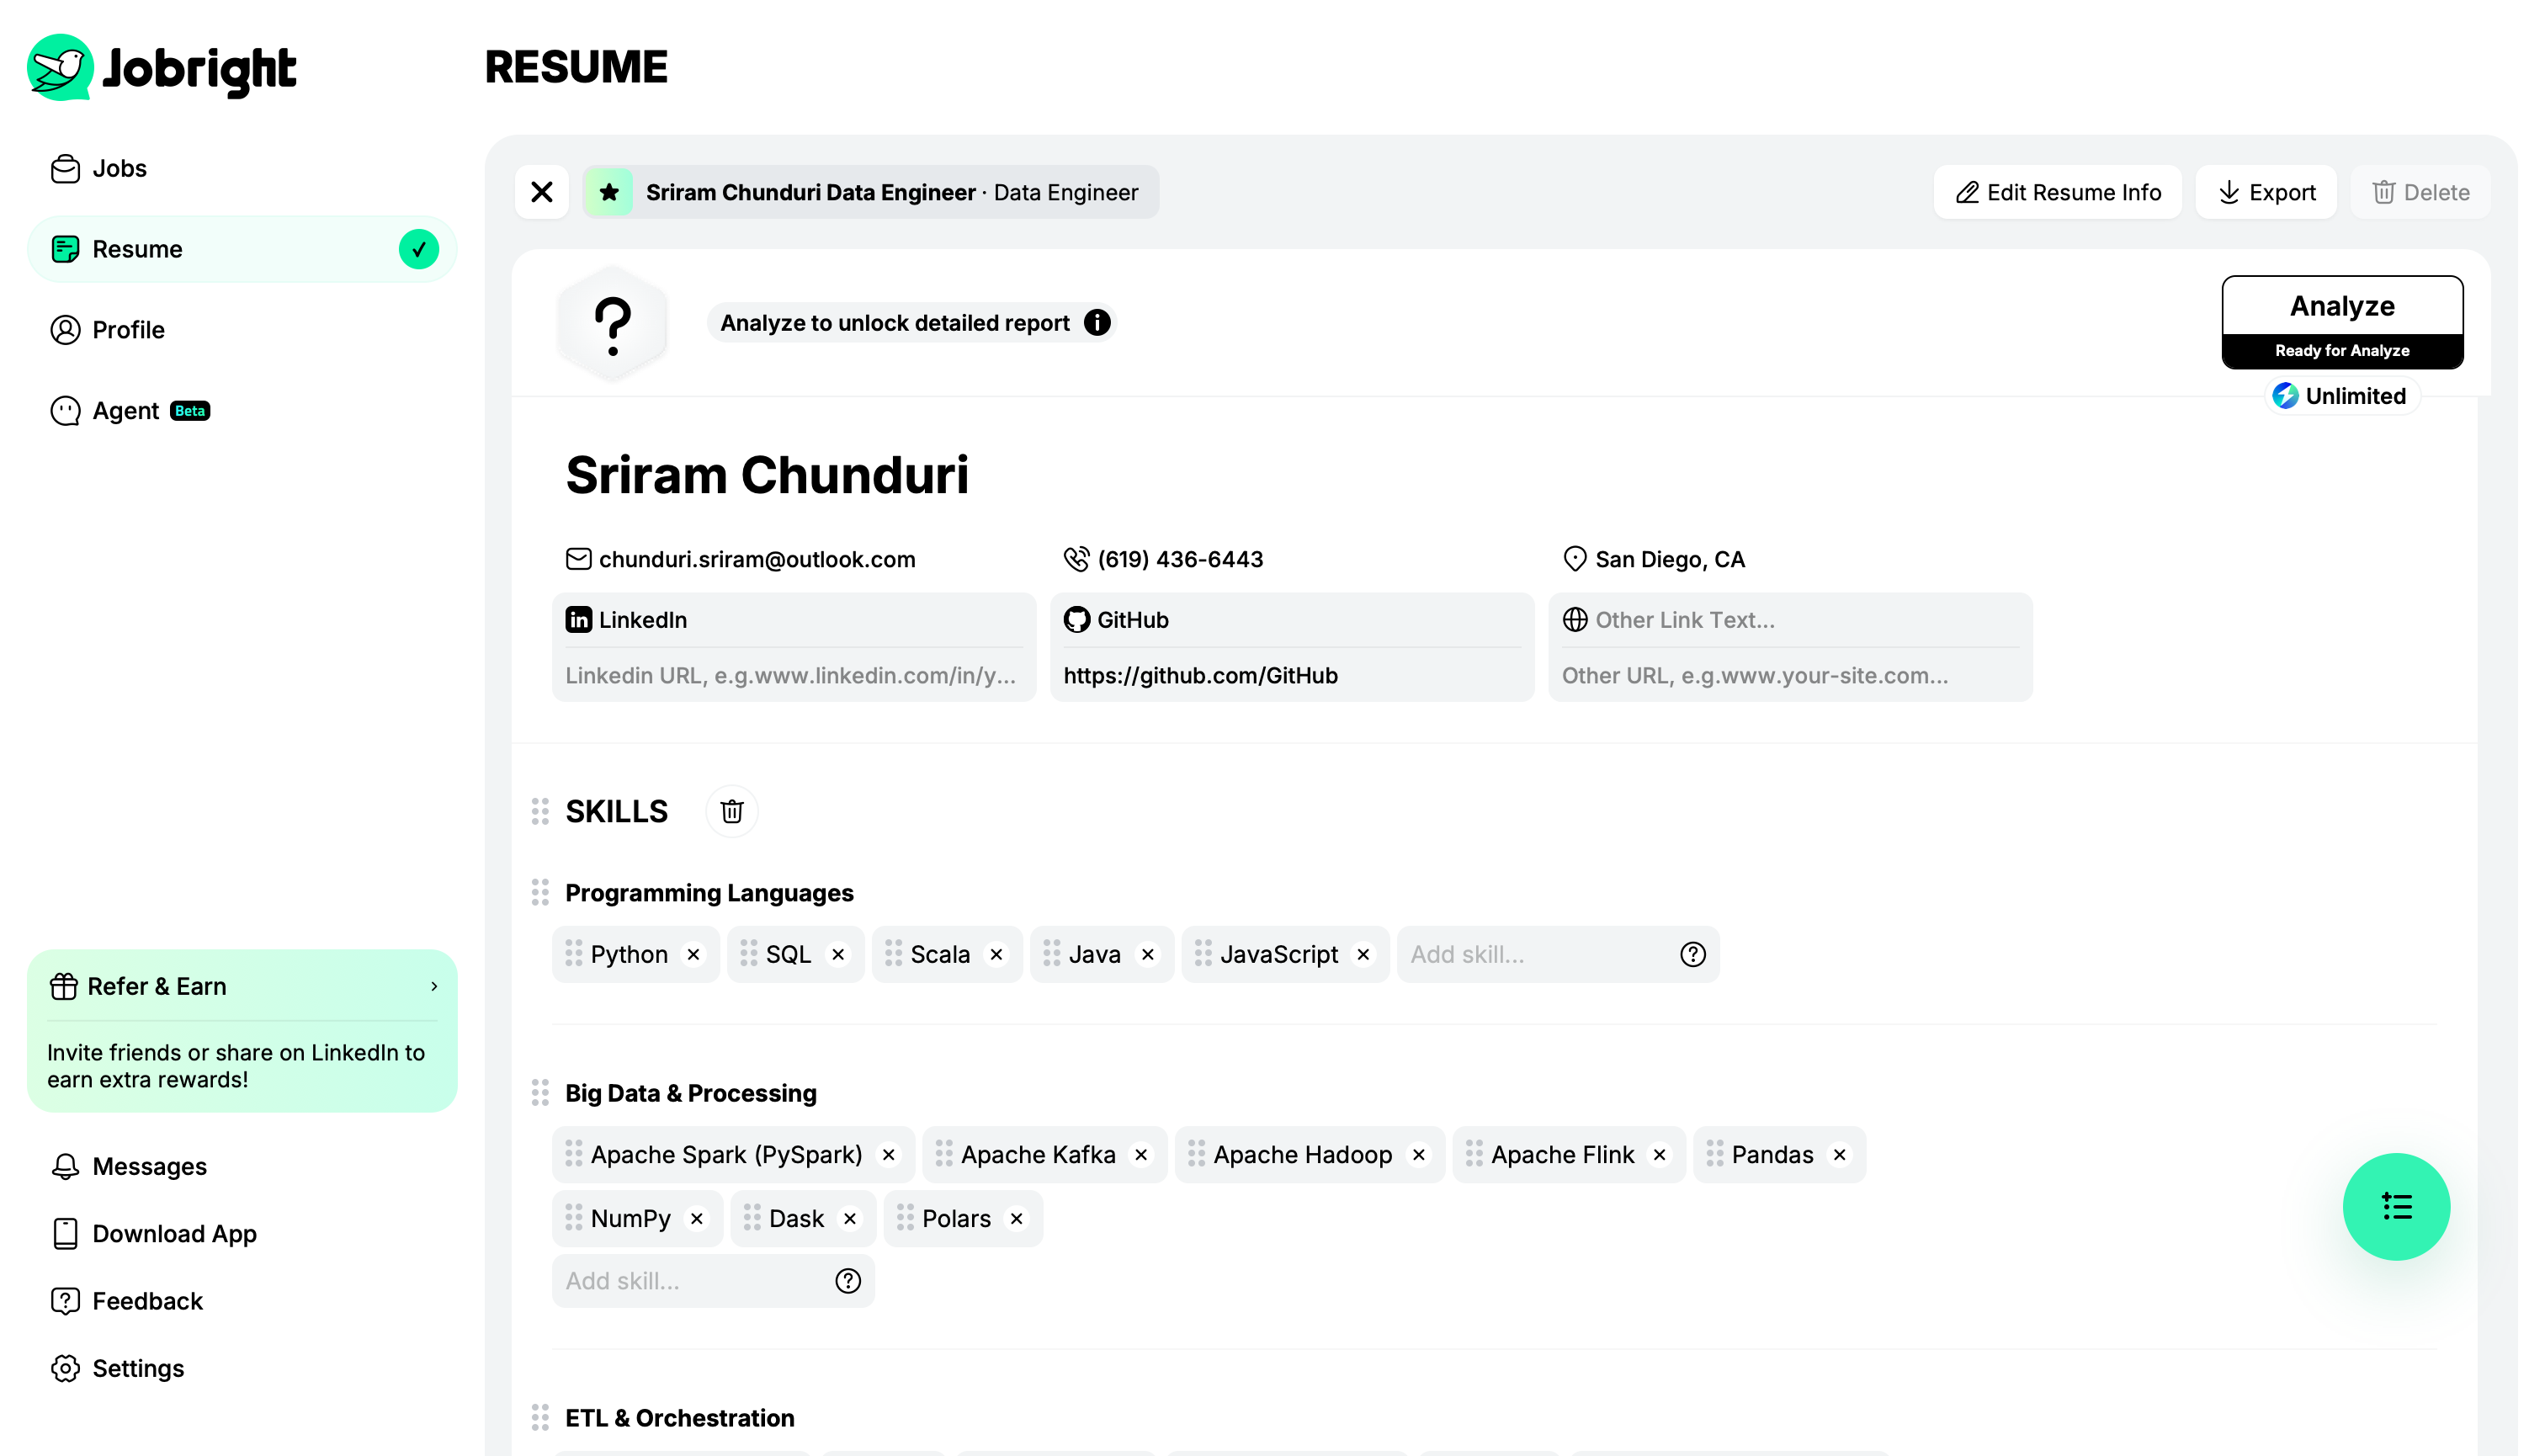 Jobright
RESUME
Jobs
Resume
Profile
Agent Beta
Refer & Earn
Invite friends or share on LinkedIn to
earn extra rewards!
Messages
Download App
Feedback
Settings
Sriram Chunduri Data Engineer · Data Engineer
Edit Resume Info
Export
Delete
?
Analyze to unlock detailed report
Analyze
Ready for Analyze
Unlimited
Sriram Chunduri
chunduri.sriram@outlook.com
(619) 436-6443
San Diego, CA
LinkedIn
Linkedin URL, e.g.www.linkedin.com/in/y...
GitHub
https://github.com/GitHub
Other Link Text...
Other URL, e.g.www.your-site.com...
SKILLS
Programming Languages
Python SQL Scala Java JavaScript Add skill...
Big Data & Processing
Apache Spark (PySpark) Apache Kafka Apache Hadoop Apache Flink Pandas
NumPy Dask Polars
Add skill...
ETL & Orchestration